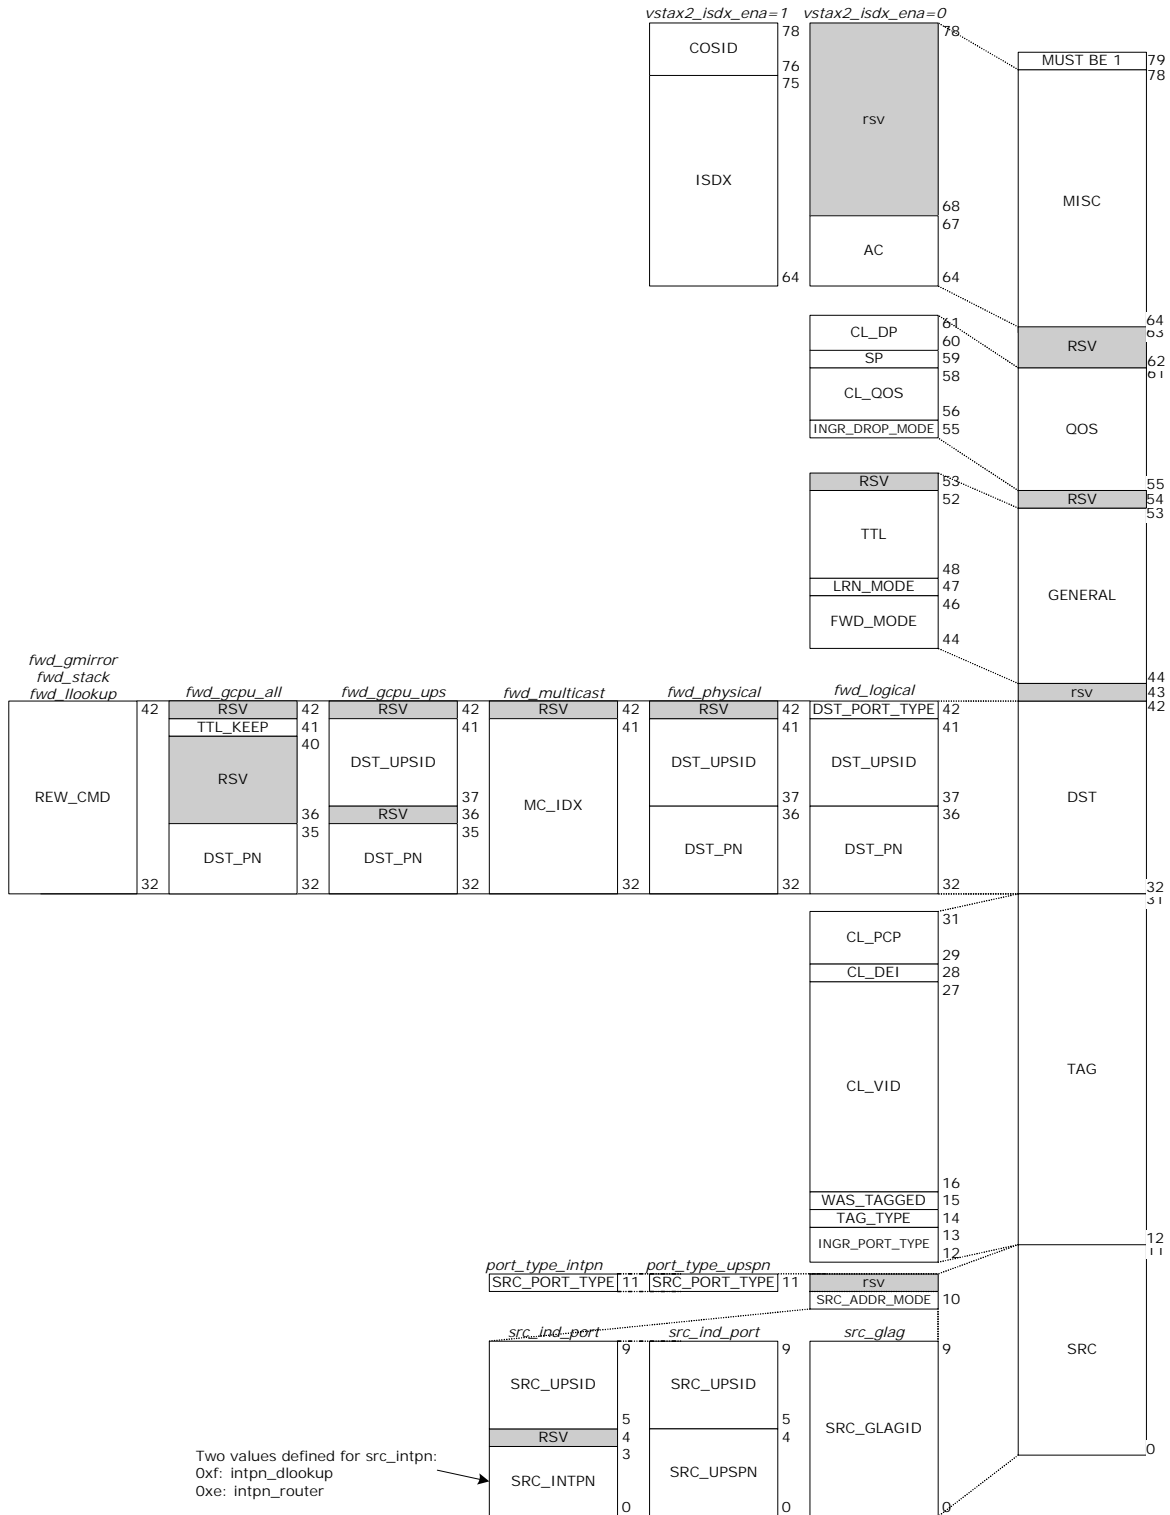 vstax2_isdx_ena=1 vstax2_isdx_ena=0
COSID 78 76
ISDX 75 64
rsv 78 68
AC 67 64
MUST BE 1 79
MISC 78 64
RSV 63 62
CL_DP 61 60
SP 59
CL_QOS 58 56
INGR_DROP_MODE 55
QOS 61 55
RSV 54
RSV 53
TTL 52 48
LRN_MODE 47
FWD_MODE 46 44
GENERAL 53 44
rsv 43
fwd_gmirror
fwd_stack
fwd_llookup
REW_CMD 42 32
fwd_gcpu_all
RSV 42
TTL_KEEP 41
RSV 40 36
DST_PN 35 32
fwd_gcpu_ups
RSV 42
DST_UPSID 41 37
RSV 36
DST_PN 35 32
fwd_multicast
RSV 42
MC_IDX 41 32
fwd_physical
RSV 42
DST_UPSID 41 37
DST_PN 36 32
fwd_logical
DST_PORT_TYPE 42
DST_UPSID 41 37
DST_PN 36 32
DST 42 32
CL_PCP 31 29
CL_DEI 28
CL_VID 27 16
WAS_TAGGED 15
TAG_TYPE 14
INGR_PORT_TYPE 13 12
TAG 31 12
port_type_intpn port_type_upspn
SRC_PORT_TYPE 11 SRC_PORT_TYPE 11 rsv
SRC_ADDR_MODE 10
src_ind_port
SRC_UPSID 9 5
RSV 4
SRC_INTPN 3 0
src_ind_port
SRC_UPSID 9 5
SRC_UPSPN 4 0
src_glag
SRC_GLAGID 9 0
SRC 11 0
Two values defined for src_intpn:
0xf: intpn_dlookup
0xe: intpn_router